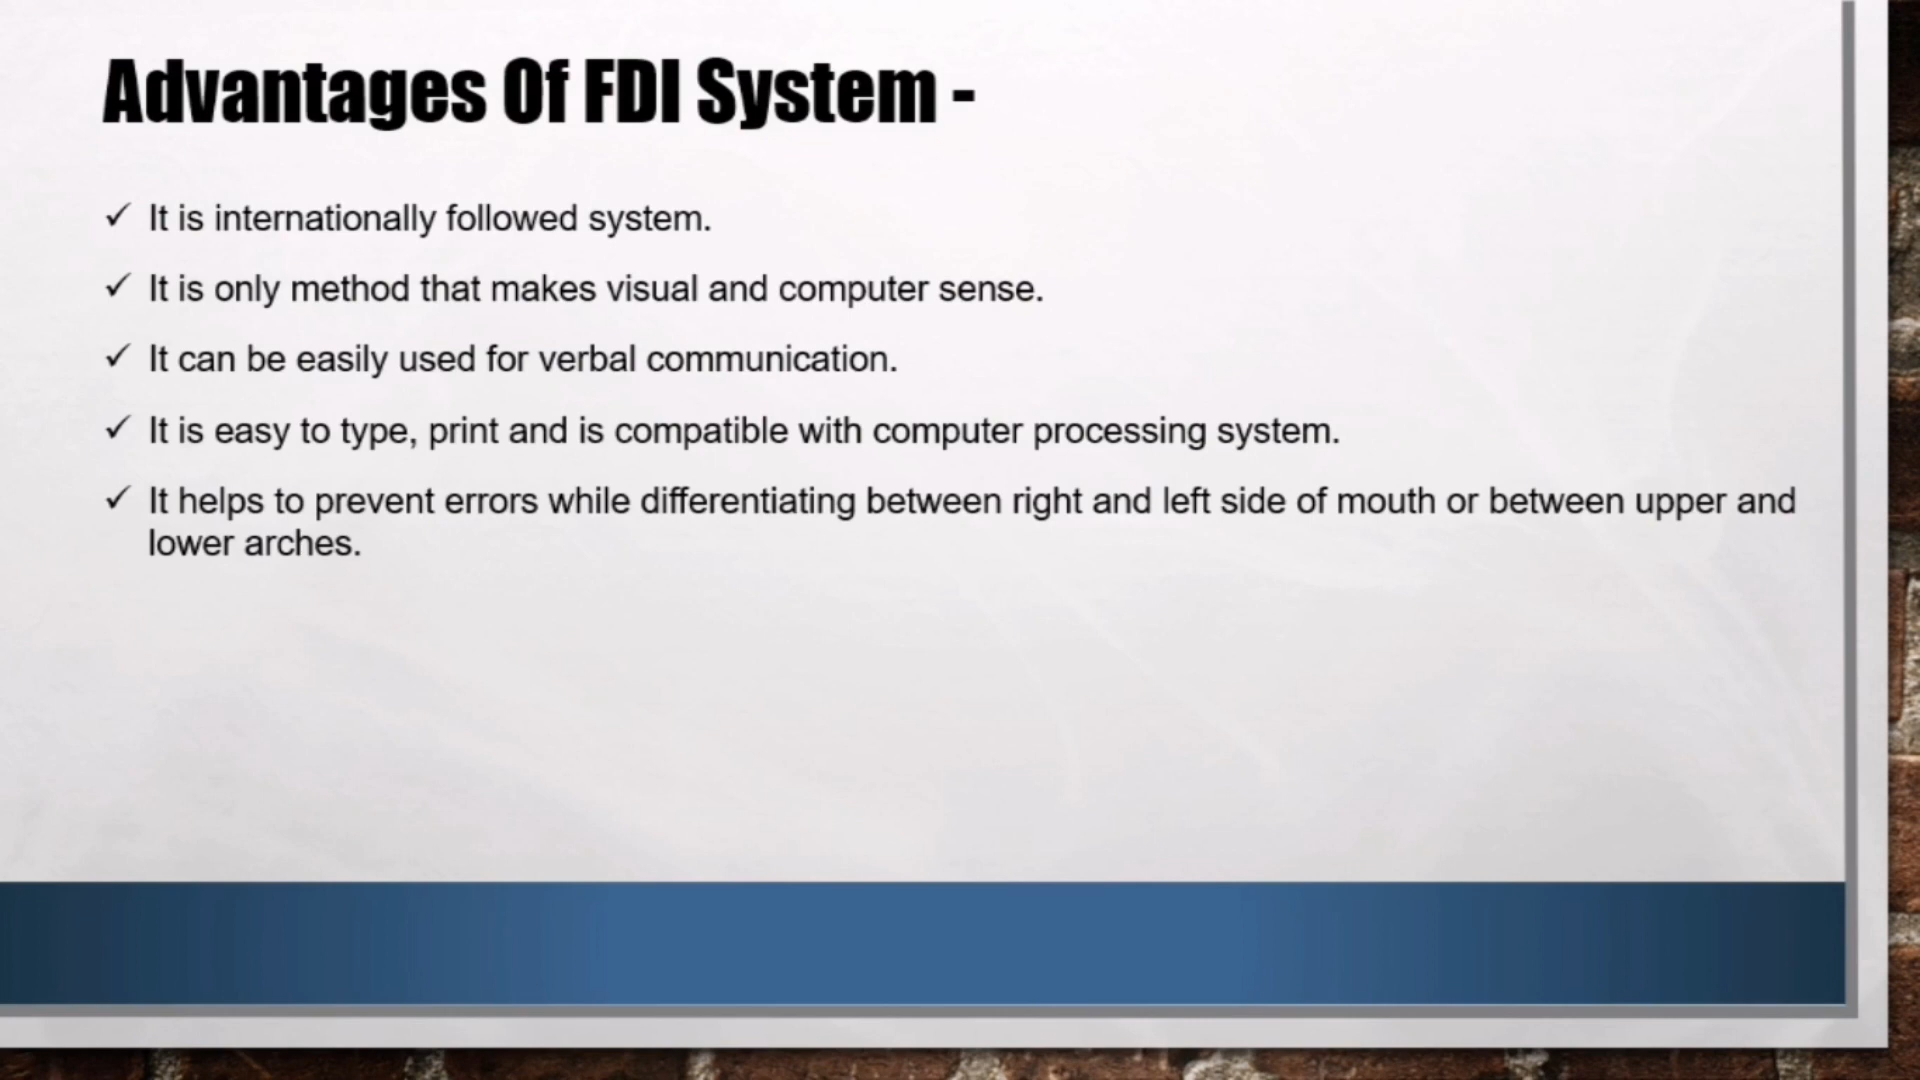 Advantages Of FDI System -
✓ It is internationally followed system.
✓ It is only method that makes visual and computer sense.
✓ It can be easily used for verbal communication.
✓ It is easy to type, print and is compatible with computer processing system.
✓ It helps to prevent errors while differentiating between right and left side of mouth or between upper and
lower arches.